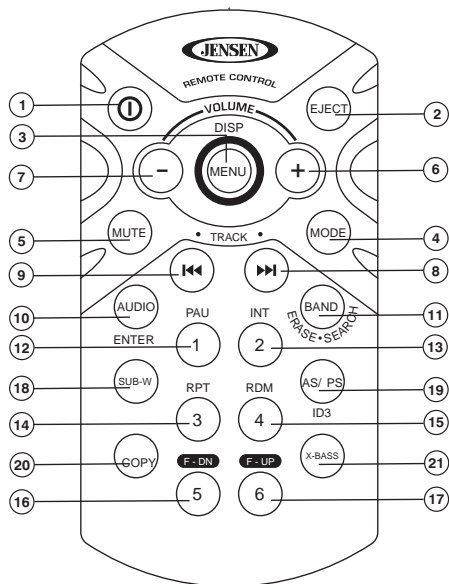 JENSEN
REMOTE CONTROL
VOLUME
1
EJECT
2
DISP
3
MENU
7
−
+
6
5
MUTE
MODE
4
• TRACK •
9
8
10
AUDIO
BAND
11
ERASE • SEARCH
PAU
INT
ENTER
12
1
2
13
18
SUB-W
AS/ PS
19
RPT
RDM
ID3
14
3
4
15
20
COPY
F - DN
F - UP
X-BASS
21
16
5
6
17